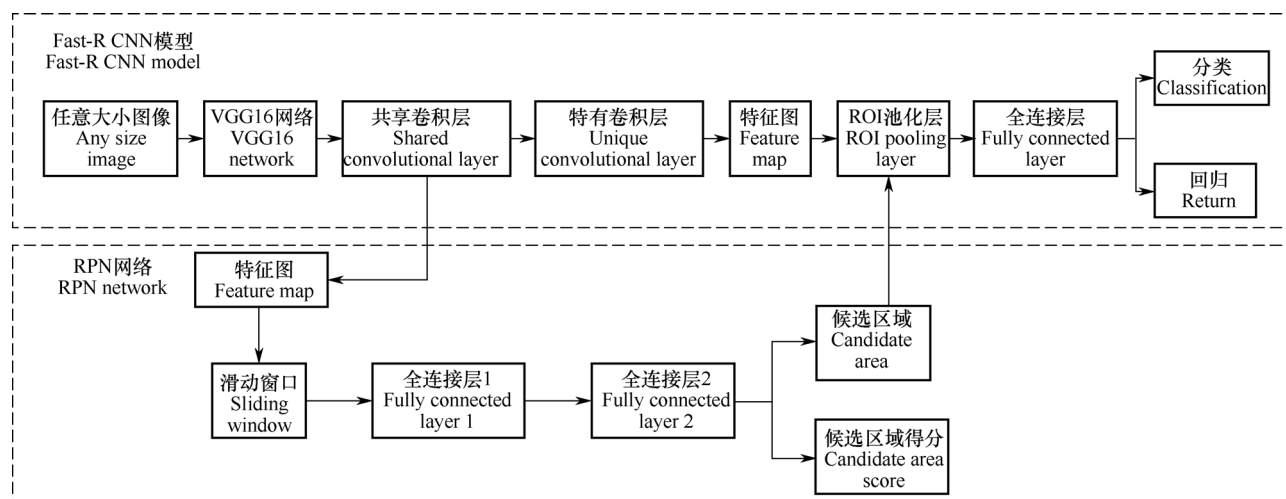 Fast-R CNN模型
Fast-R CNN model
任意大小图像
Any size
image
VGG16网络
VGG16
network
共享卷积层
Shared
convolutional layer
特有卷积层
Unique
convolutional layer
特征图
Feature
map
ROI池化层
ROI pooling
layer
全连接层
Fully connected
layer
分类
Classification
回归
Return
RPN网络
RPN network
特征图
Feature map
滑动窗口
Sliding
window
全连接层1
Fully connected
layer 1
全连接层2
Fully connected
layer 2
候选区域
Candidate
area
候选区域得分
Candidate area
score